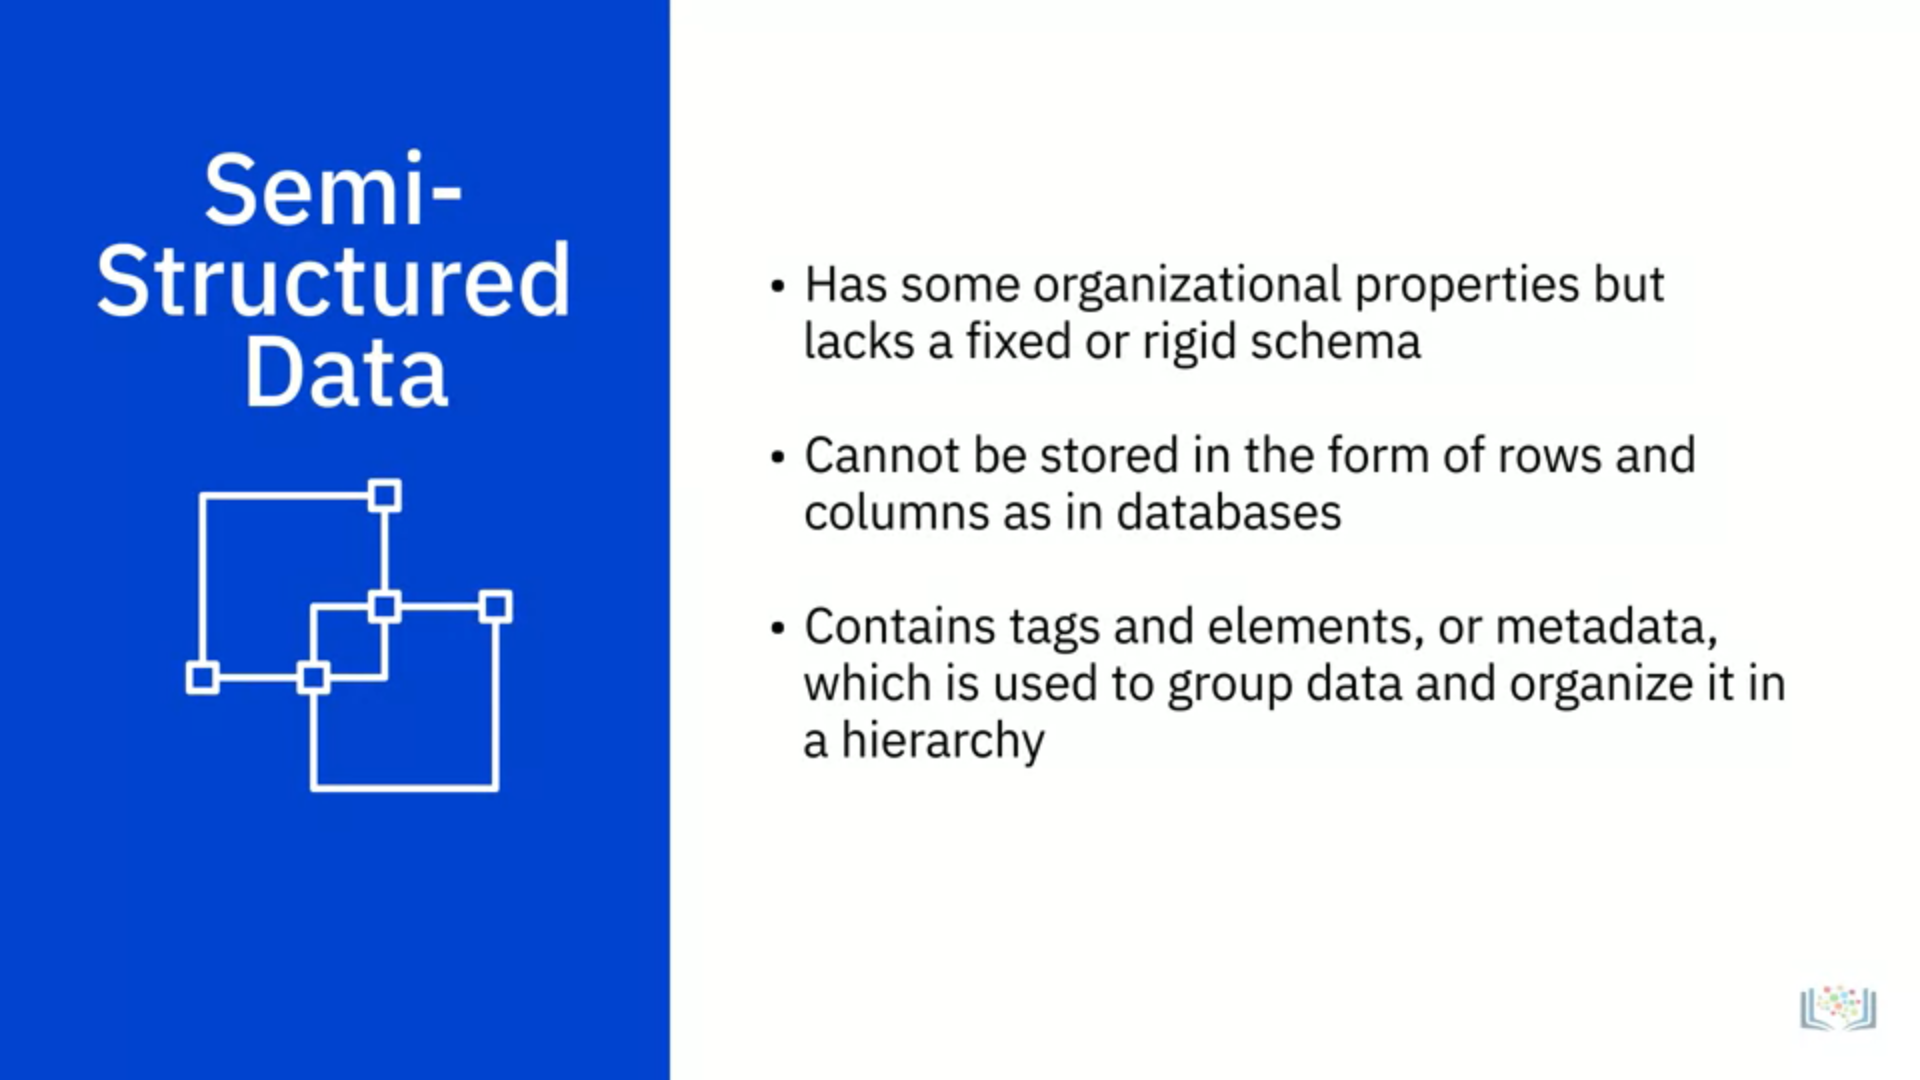 Semi-
Structured
Data
• Has some organizational properties but
lacks a fixed or rigid schema
• Cannot be stored in the form of rows and
columns as in databases
• Contains tags and elements, or metadata,
which is used to group data and organize it in
a hierarchy